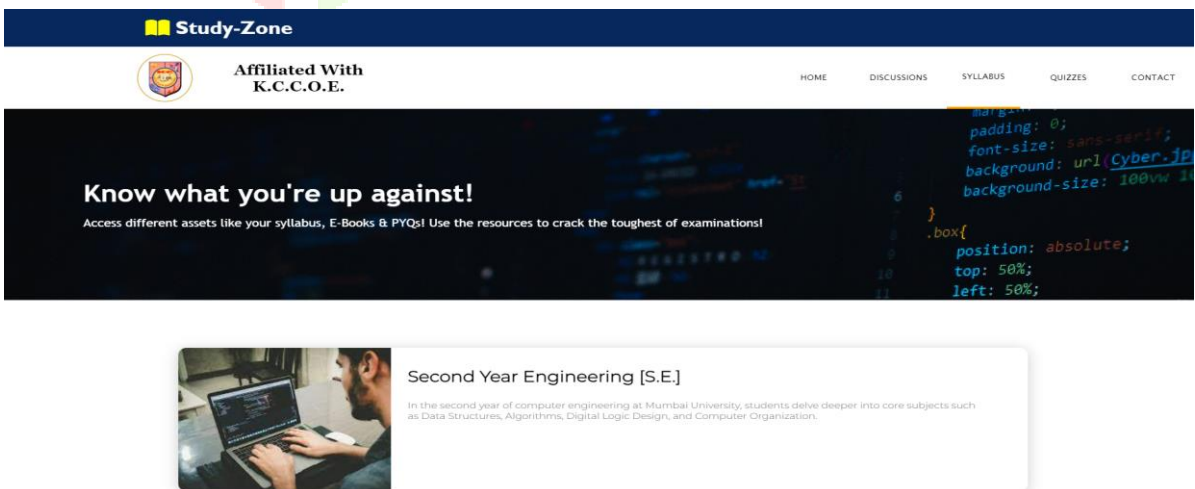 Study-Zone
Affiliated With
K.C.C.O.E.
HOME DISCUSSIONS SYLLABUS QUIZZES CONTACT
padding: 0;
font-size: sans-serif;
background: url(Cyber.jp
background-size: 100vw
6
}
.box{
position: absolute;
10 top: 50%;
11 left: 50%;
Know what you're up against!
Access different assets like your syllabus, E-Books & PYQs! Use the resources to crack the toughest of examinations!
Second Year Engineering [S.E.]
In the second year of computer engineering at Mumbai University, students delve deeper into core subjects such
as Data Structures, Algorithms, Digital Logic Design, and Computer Organization.